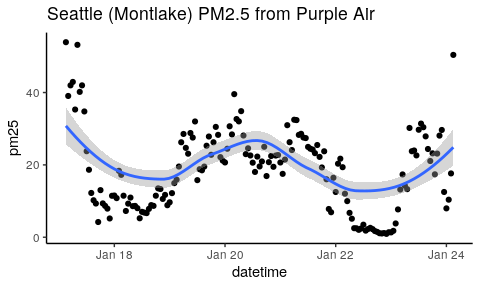 Seattle (Montlake) PM2.5 from Purple AIr
pm25
40
20
0
Jan 18 Jan 20 Jan 22 Jan 24
datetime